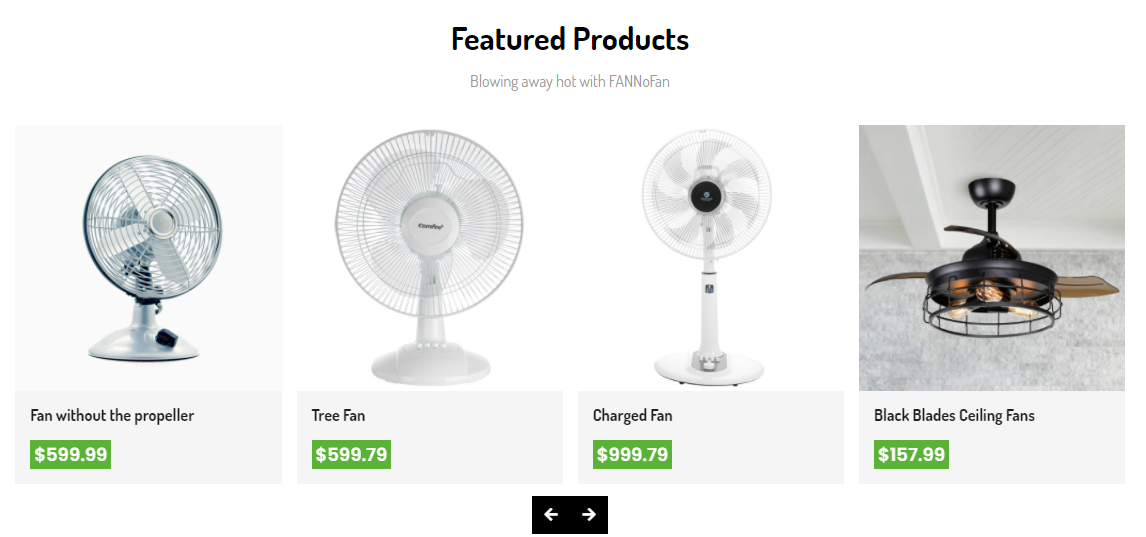 Featured Products
Blowing away hot with FANNoFan
comfee'
Fan without the propeller
Tree Fan
Charged Fan
Black Blades Ceiling Fans
$599.99
$599.79
$999.79
$157.99